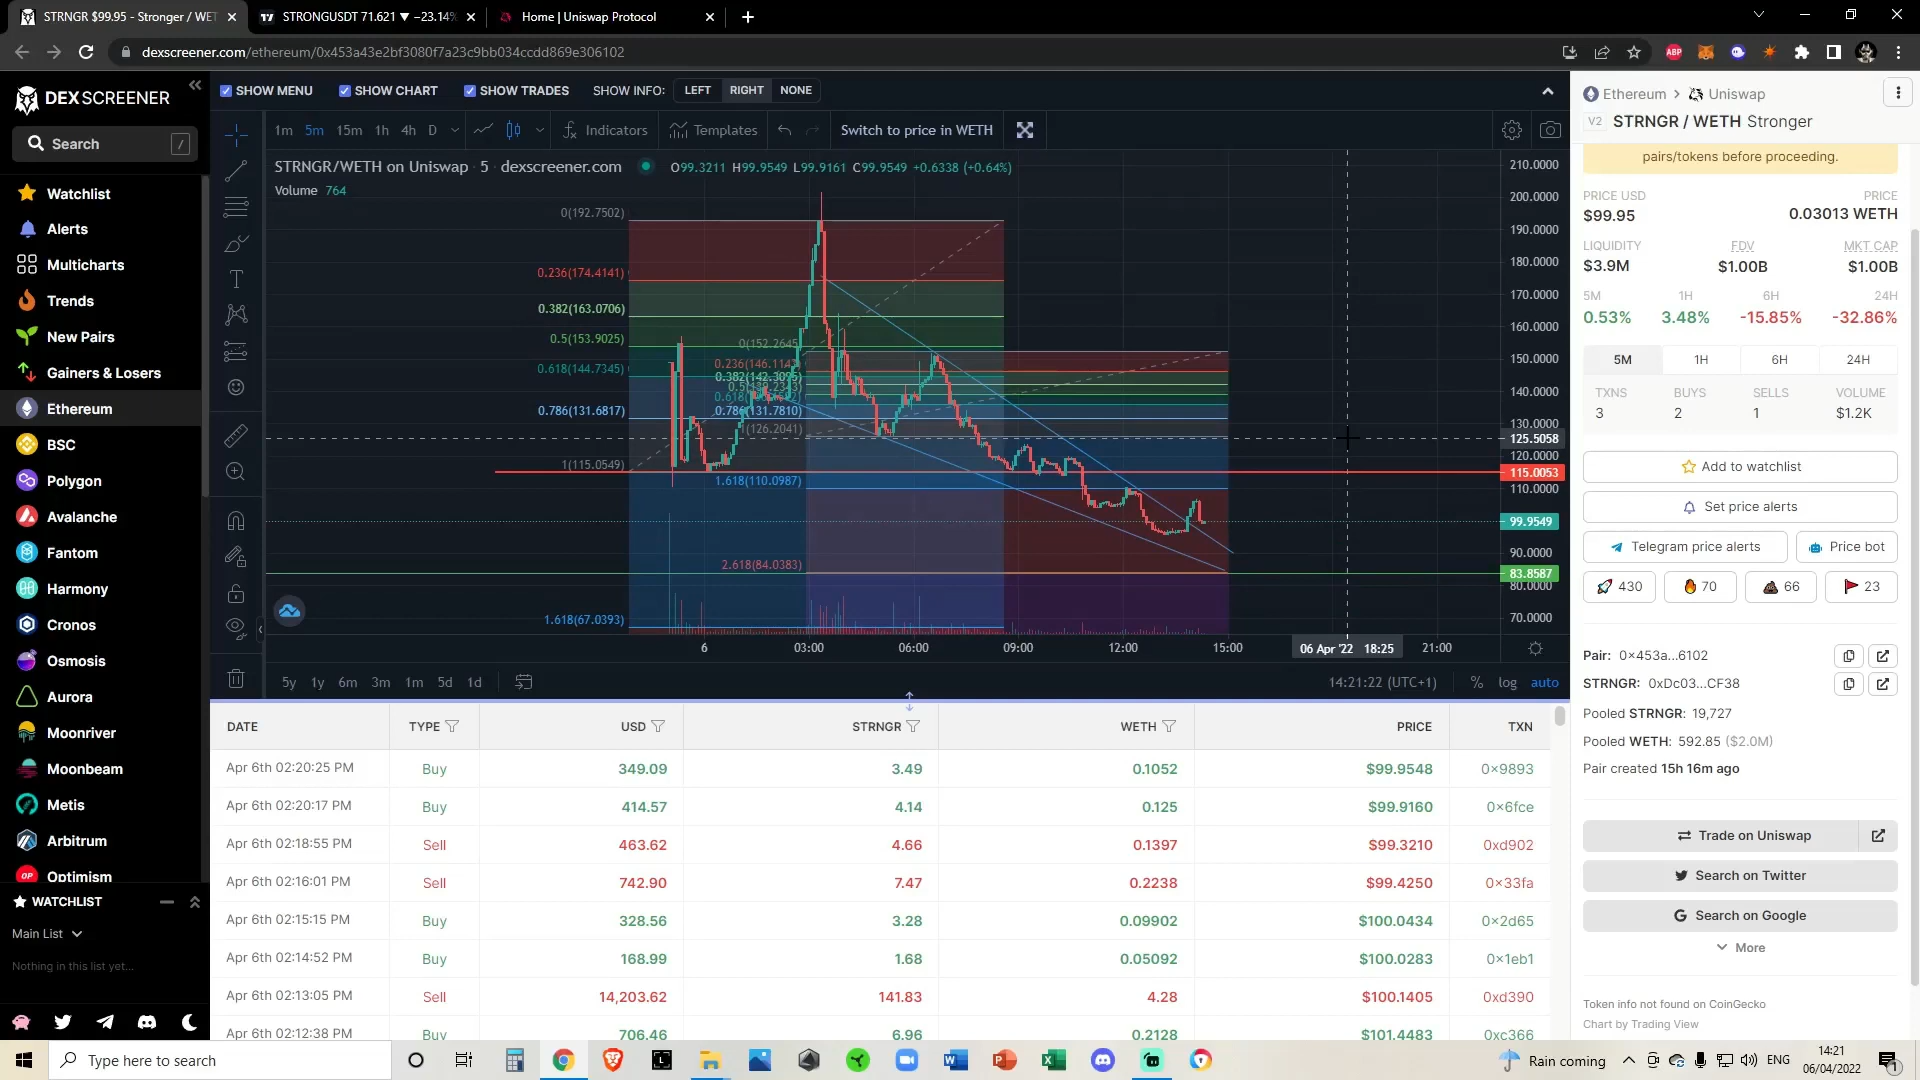 STRNGR $99.95 - Stronger / WET
STRONGUSDT 71.621 ▼ −23.14%
Home | Uniswap Protocol
dexscreener.com/ethereum/0x453a43e2bf3080f7a23c9bb034ccdd869e306102
ABP
DEX SCREENER
Search /
Watchlist
Alerts
Multicharts
Trends
New Pairs
Gainers & Losers
Ethereum
BSC
Polygon
Avalanche
Fantom
Harmony
Cronos
Osmosis
Aurora
Moonriver
Moonbeam
Metis
Arbitrum
OP Optimism
WATCHLIST
Main List
Nothing in this list yet...
SHOW MENU SHOW CHART SHOW TRADES SHOW INFO: LEFT RIGHT NONE
1m 5m 15m 1h 4h D Indicators Templates Switch to price in WETH
STRNGR/WETH on Uniswap · 5 · dexscreener.com O99.3211 H99.9549 L99.9161 C99.9549 +0.6338 (+0.64%)
Volume 764
0(192.7502)
0.236(174.4141)
0.382(163.0706)
0.5(153.9025)
0.618(144.7345)
0.786(131.6817)
1(115.0549)
1.618(67.0393)
0(152.2645)
0.236(146.1143)
0.382(142.3095)
0.786(131.7810)
1(126.2041)
1.618(110.0987)
2.618(84.0383)
210.0000
200.0000
190.0000
180.0000
170.0000
160.0000
150.0000
140.0000
130.0000
125.5058
120.0000
115.0053
110.0000
99.9549
90.0000
83.8587
80.0000
70.0000
6 03:00 06:00 09:00 12:00 15:00 06 Apr '22 18:25 21:00
5y 1y 6m 3m 1m 5d 1d 14:21:22 (UTC+1) % log auto
DATE TYPE USD STRNGR WETH PRICE TXN
Apr 6th 02:20:25 PM Buy 349.09 3.49 0.1052 $99.9548 0×9893
Apr 6th 02:20:17 PM Buy 414.57 4.14 0.125 $99.9160 0×6fce
Apr 6th 02:18:55 PM Sell 463.62 4.66 0.1397 $99.3210 0xd902
Apr 6th 02:16:01 PM Sell 742.90 7.47 0.2238 $99.4250 0×33fa
Apr 6th 02:15:15 PM Buy 328.56 3.28 0.09902 $100.0434 0×2d65
Apr 6th 02:14:52 PM Buy 168.99 1.68 0.05092 $100.0283 0×1eb1
Apr 6th 02:13:05 PM Sell 14,203.62 141.83 4.28 $100.1405 0xd390
Apr 6th 02:12:38 PM Buy 706.46 6.96 0.2128 $101.4483 0xc366
Ethereum > Uniswap
V2 STRNGR / WETH Stronger
pairs/tokens before proceeding.
PRICE USD PRICE
$99.95 0.03013 WETH
LIQUIDITY FDV MKT CAP
$3.9M $1.00B $1.00B
5M 1H 6H 24H
0.53% 3.48% -15.85% -32.86%
5M 1H 6H 24H
TXNS BUYS SELLS VOLUME
3 2 1 $1.2K
Add to watchlist
Set price alerts
Telegram price alerts Price bot
430 70 66 23
Pair: 0×453a...6102
STRNGR: 0xDc03...CF38
Pooled STRNGR: 19,727
Pooled WETH: 592.85 ($2.0M)
Pair created 15h 16m ago
Trade on Uniswap
Search on Twitter
Search on Google
More
Token info not found on CoinGecko
Chart by Trading View
Type here to search
Rain coming ENG 14:21
06/04/2022
1